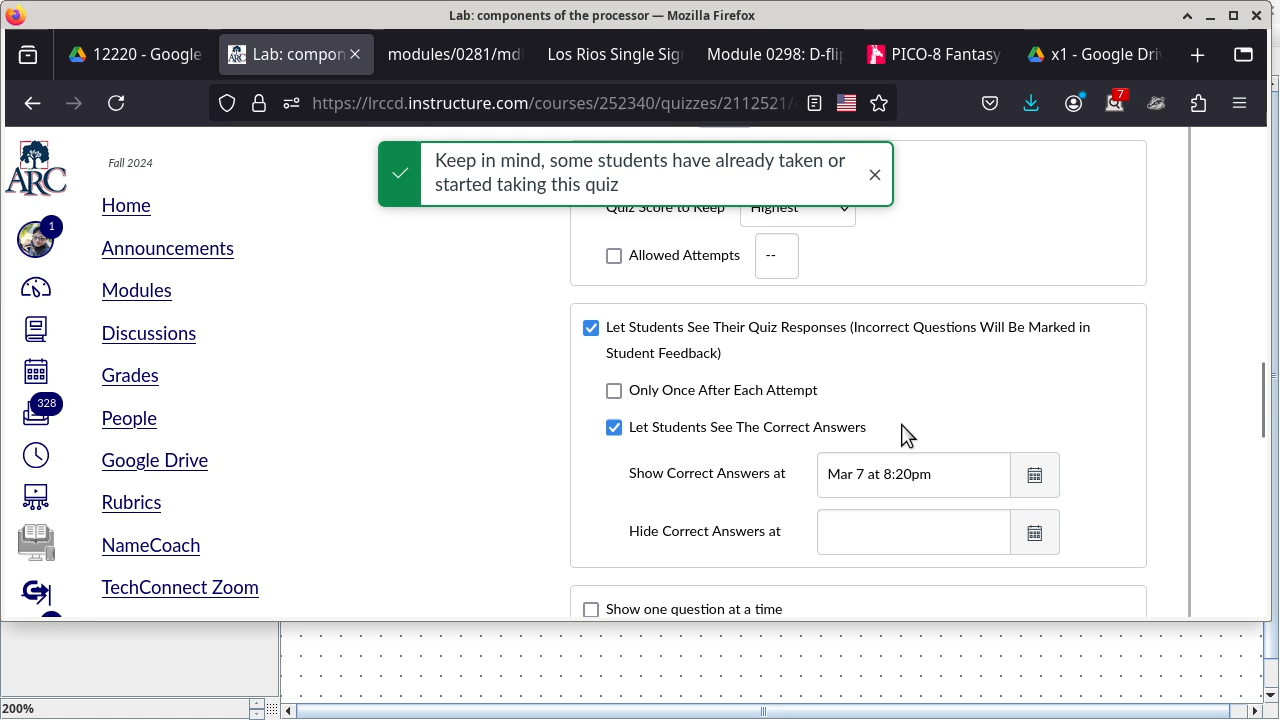 Lab: components of the processor — Mozilla Firefox
12220 - Google
Lab: compon
modules/0281/md
Los Rios Single Sig
Module 0298: D-flip
PICO-8 Fantasy
x1 - Google Driv
https://lrccd.instructure.com/courses/252340/quizzes/2112521/
7
ARC
Fall 2024
Keep in mind, some students have already taken or
started taking this quiz
Home
1
Announcements
Modules
Discussions
Grades
328
People
Google Drive
Rubrics
NameCoach
TechConnect Zoom
Quiz Score to Keep
Highest
Allowed Attempts
--
Let Students See Their Quiz Responses (Incorrect Questions Will Be Marked in
Student Feedback)
Only Once After Each Attempt
Let Students See The Correct Answers
Show Correct Answers at
Mar 7 at 8:20pm
Hide Correct Answers at
Show one question at a time
200%